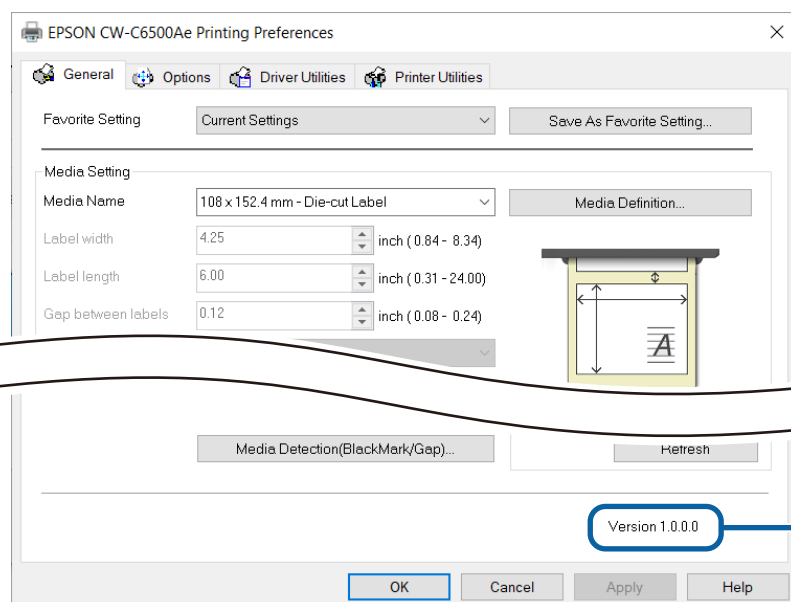 EPSON CW-C6500Ae Printing Preferences
General Options Driver Utilities Printer Utilities
Favorite Setting Current Settings Save As Favorite Setting...
Media Setting
Media Name 108 x 152.4 mm - Die-cut Label Media Definition...
Label width 4.25 inch ( 0.84 - 8.34)
Label length 6.00 inch ( 0.31 - 24.00)
Gap between labels 0.12 inch ( 0.08 - 0.24)
A
Media Detection(BlackMark/Gap)... Refresh
Version 1.0.0.0
OK Cancel Apply Help